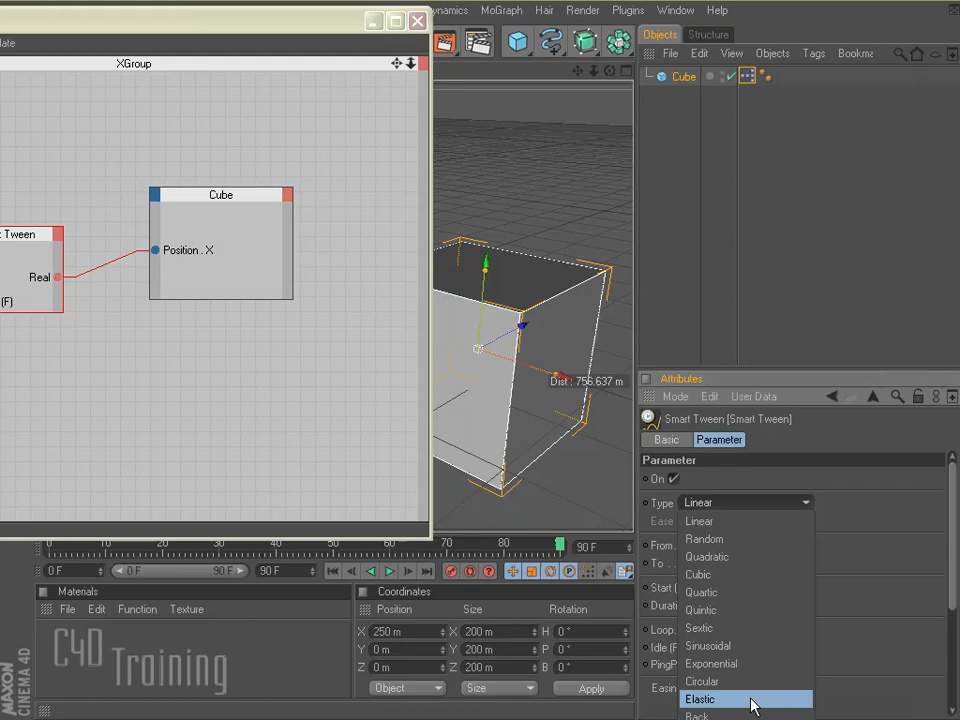 ynamics MoGraph Hair Render Plugins Window Help
late
XGroup
Cube
Position . X
t Tween
Real
(F)
Dist : 756.637 m
Objects Structure
File Edit View Objects Tags Bookma
Cube
Attributes
Mode Edit User Data
Smart Tween [Smart Tween]
Basic Parameter
Parameter
On
Type Linear
Ease
From.
To . .
Start (
Durati
Loop.
Idle (F
PingP
Easin
Linear
Random
Quadratic
Cubic
Quartic
Quintic
Sextic
Sinusoidal
Exponential
Circular
Elastic
Back
0 10 20 30 40 50 60 70 80 90 F
0 F 0 F 90 F 90 F
Materials
File Edit Function Texture
C4D Training
MAXON CINEMA 4D
Coordinates
Position Size Rotation
X 250 m X 200 m H 0 °
Y 0 m Y 200 m P 0 °
Z 0 m Z 200 m B 0 °
Object Size Apply